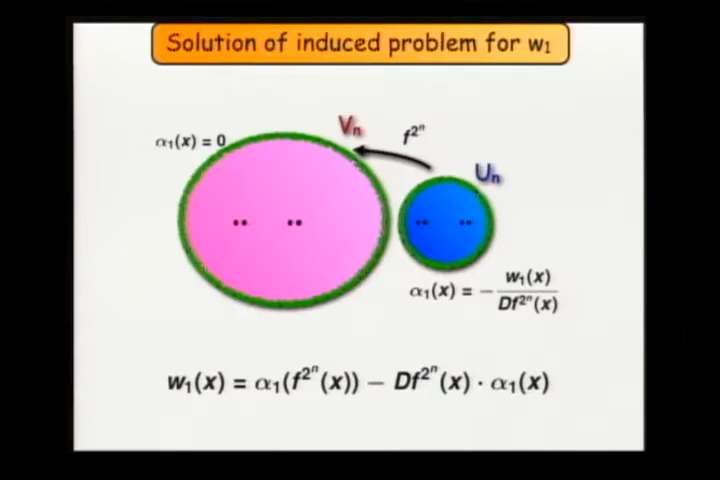 Solution of induced problem for w₁
Vₙ
f^{2ⁿ}
α₁(x) = 0
Uₙ
α₁(x) = − w₁(x) / Df^{2ⁿ}(x)
w₁(x) = α₁(f^{2ⁿ}(x)) − Df^{2ⁿ}(x) · α₁(x)